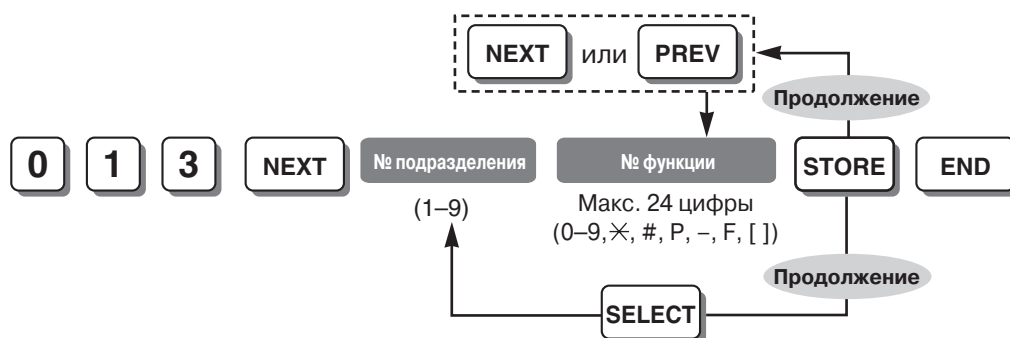 NEXT или PREV
Продолжение
0 1 3 NEXT № подразделения № функции STORE END
(1–9) Макс. 24 цифры
(0–9, ✕, #, P, –, F, [ ])
Продолжение
SELECT